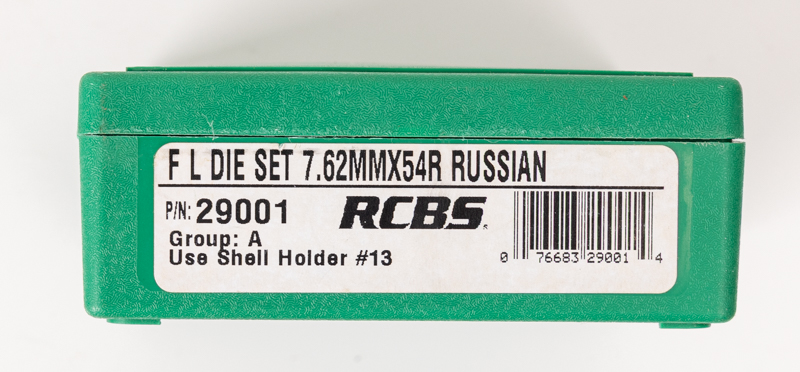 F L DIE SET 7.62MMX54R RUSSIAN
P/N: 29001
RCBS
Group: A
Use Shell Holder #13
0 76683 29001 4